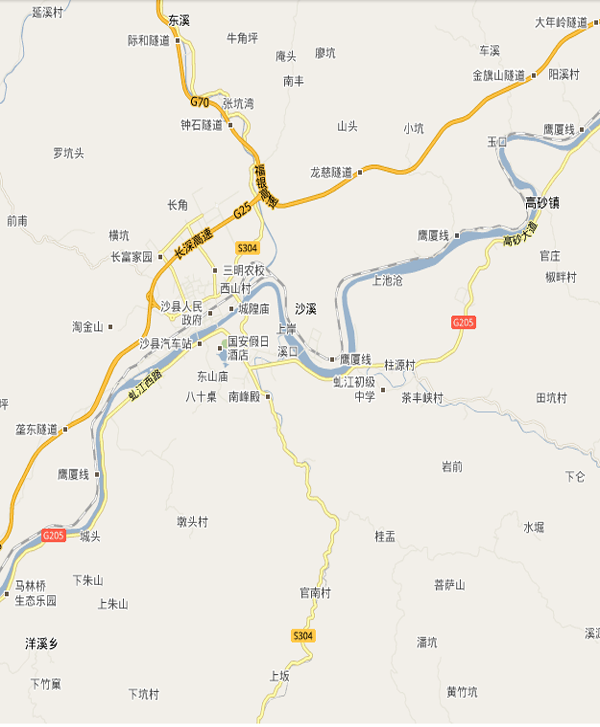 延溪村
东溪
大年岭隧道
际和隧道
牛角坪
庵头
廖坑
车溪
金旗山隧道
阳溪村
南丰
G70
张坑湾
钟石隧道
山头
小坑
鹰厦线
玉口
罗坑头
福银高速
龙慈隧道
长角
G25
高砂镇
前甫
横坑
长深高速
鹰厦线
高砂大道
S304
长富家园
官庄
三明农校
椒畔村
西山村
上池沧
沙县人民
政府
城隍庙
沙溪
淘金山
上岸
G205
沙县汽车站
国安假日
酒店
溪口
鹰厦线
柱源村
东山庙
虬江西路
虬江初级
中学
八十桌
南峰殿
茶丰峡村
田坑村
坪
垄东隧道
鹰厦线
岩前
下仑
墩头村
水堀
G205
城头
桂盂
下朱山
马林桥
生态乐园
上朱山
官南村
菩萨山
S304
溪源
洋溪乡
潘坑
上坂
下竹窠
下坑村
黄竹坑